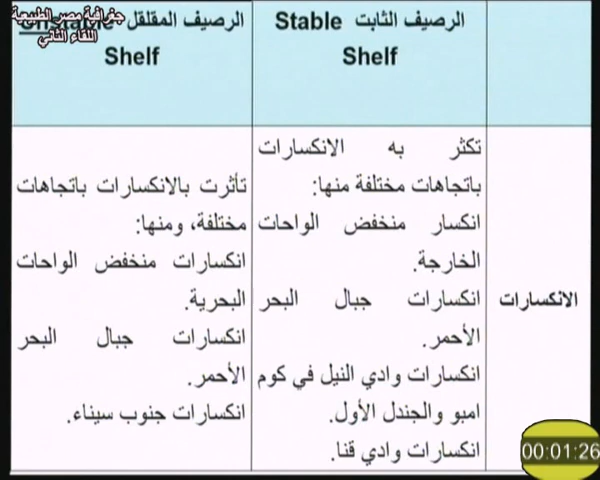 جغرافية مصر الطبيعية
اللقاء الثاني
الرصيف الثابت Stable
Shelf
الرصيف المقلقل Unstable
Shelf
الانكسارات
تكثر به الانكسارات
باتجاهات مختلفة منها:
انكسار منخفض الواحات
الخارجة.
انكسارات جبال البحر
الأحمر.
انكسارات وادي النيل في كوم
امبو والجندل الأول.
انكسارات وادي قنا.
تأثرت بالانكسارات باتجاهات
مختلفة، ومنها:
انكسارات منخفض الواحات
البحرية.
انكسارات جبال البحر
الأحمر.
انكسارات جنوب سيناء.
00:01:26